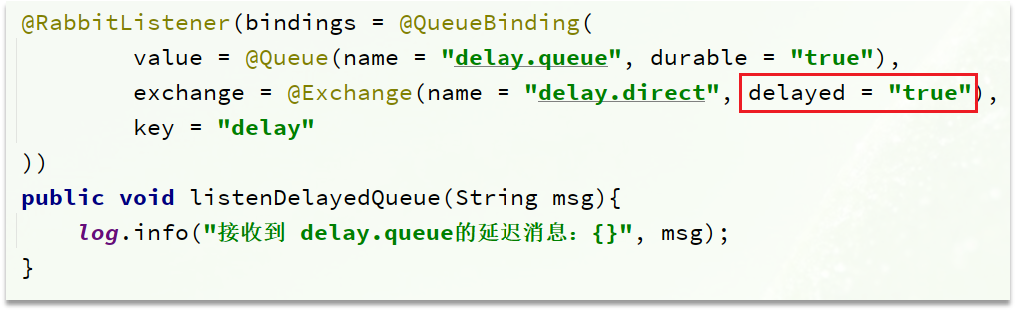 @RabbitListener(bindings = @QueueBinding(
        value = @Queue(name = "delay.queue", durable = "true"),
        exchange = @Exchange(name = "delay.direct", delayed = "true"),
        key = "delay"
))
public void listenDelayedQueue(String msg){
    log.info("接收到 delay.queue的延迟消息：{}", msg);
}